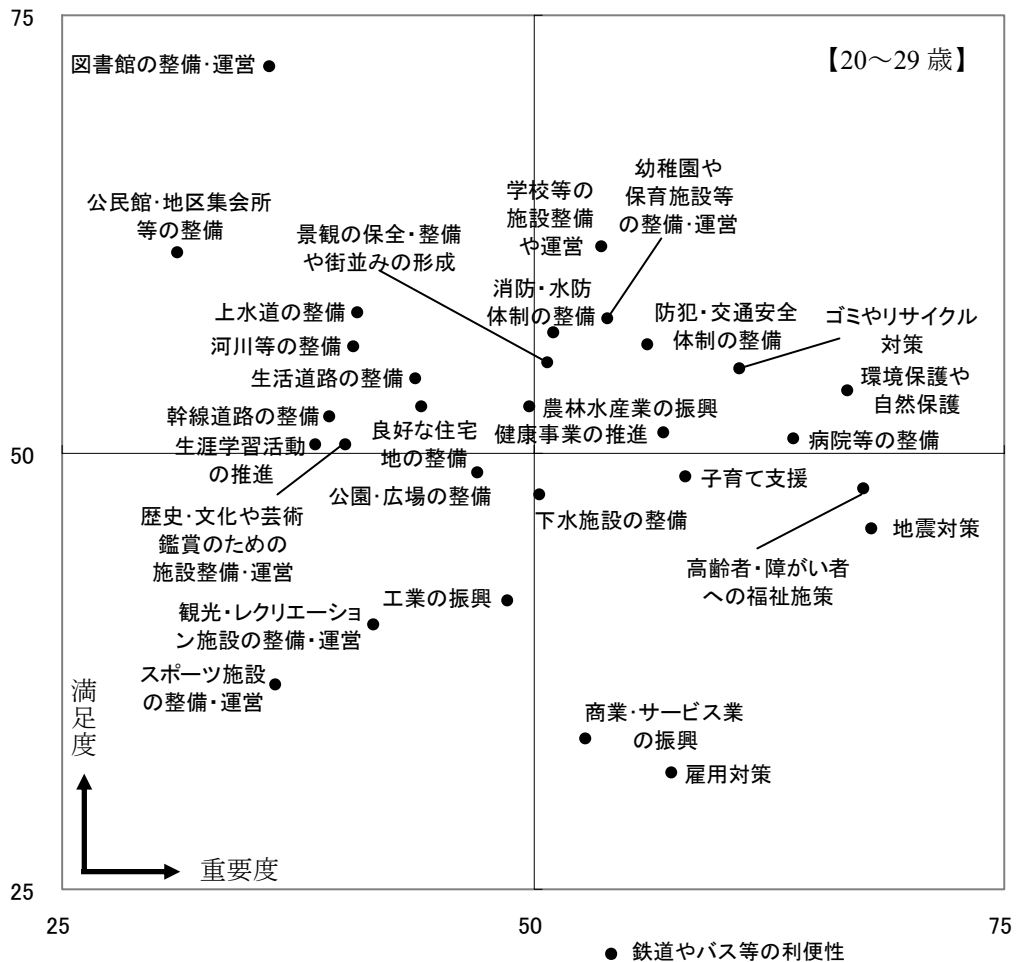 75
図書館の整備・運営
【20～29 歳】
公民館・地区集会所
等の整備
景観の保全・整備
や街並みの形成
学校等の
施設整備
や運営
幼稚園や
保育施設等
の整備・運営
上水道の整備
消防・水防
体制の整備
防犯・交通安全
体制の整備
ゴミやリサイクル
対策
河川等の整備
生活道路の整備
環境保護や
自然保護
幹線道路の整備
農林水産業の振興
生涯学習活動
の推進
良好な住宅
地の整備
健康事業の推進
病院等の整備
50
公園・広場の整備
子育て支援
歴史・文化や芸術
鑑賞のための
施設整備・運営
下水施設の整備
地震対策
高齢者・障がい者
への福祉施策
工業の振興
観光・レクリエーショ
ン施設の整備・運営
スポーツ施設
の整備・運営
満足度
商業・サービス業
の振興
雇用対策
重要度
25
25
50
75
鉄道やバス等の利便性